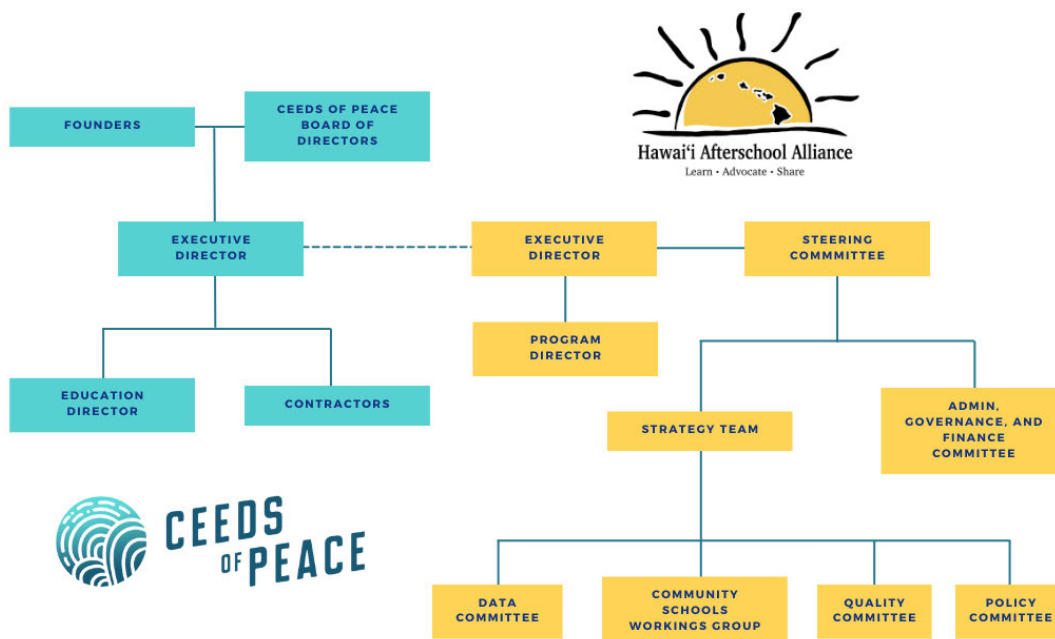 Hawaiʻi Afterschool Alliance
Learn • Advocate • Share
FOUNDERS
CEEDS OF PEACE
BOARD OF
DIRECTORS
EXECUTIVE
DIRECTOR
EXECUTIVE
DIRECTOR
STEERING
COMMMITTEE
PROGRAM
DIRECTOR
EDUCATION
DIRECTOR
CONTRACTORS
STRATEGY TEAM
ADMIN,
GOVERNANCE, AND
FINANCE
COMMITTEE
CEEDS
OF PEACE
DATA
COMMITTEE
COMMUNITY
SCHOOLS
WORKINGS GROUP
QUALITY
COMMITTEE
POLICY
COMMITTEE